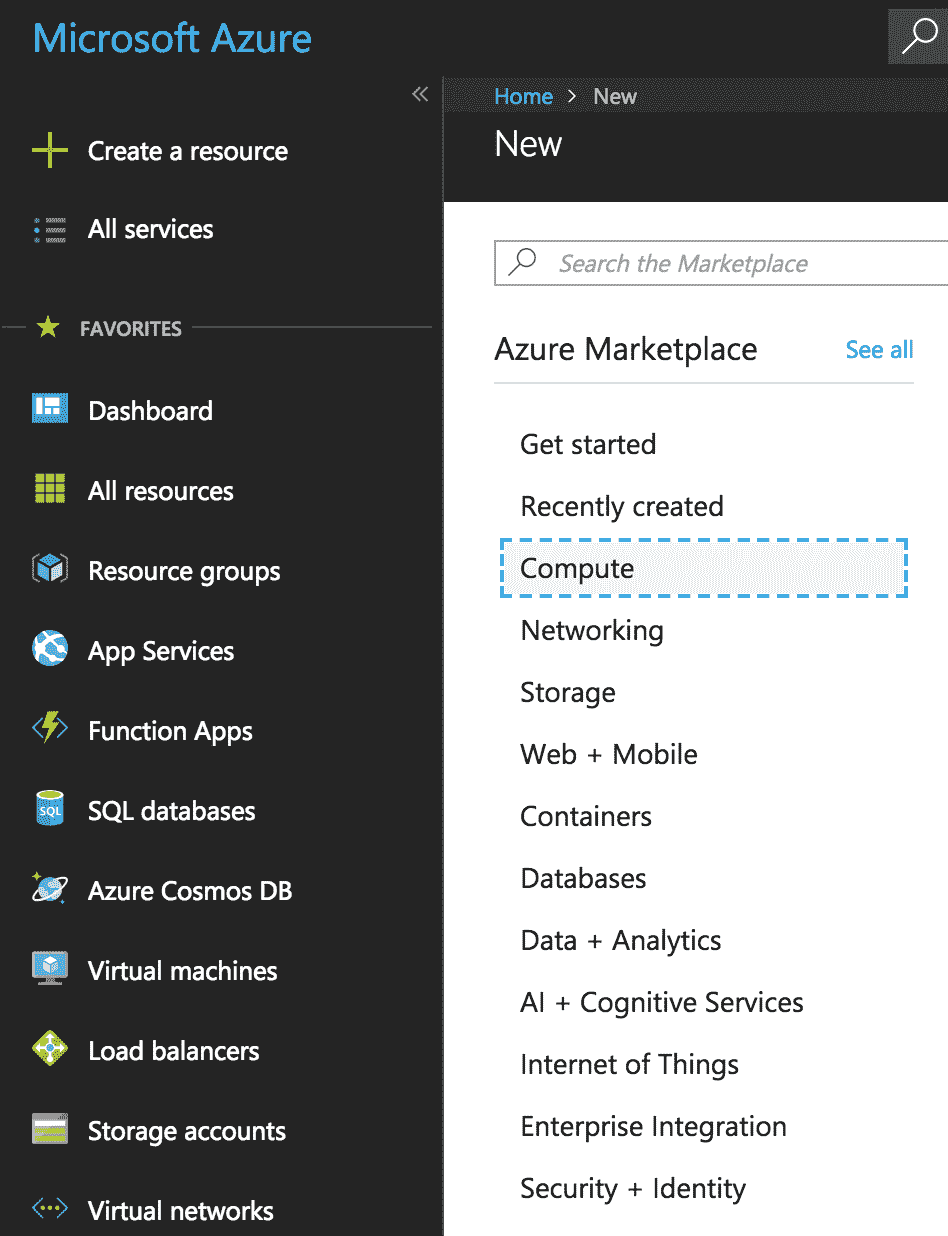 Microsoft Azure
Create a resource
All services
FAVORITES
Dashboard
All resources
Resource groups
App Services
Function Apps
SQL
SQL databases
Azure Cosmos DB
Virtual machines
Load balancers
Storage accounts
Virtual networks
Home > New
New
Search the Marketplace
Azure Marketplace See all
Get started
Recently created
Compute
Networking
Storage
Web + Mobile
Containers
Databases
Data + Analytics
AI + Cognitive Services
Internet of Things
Enterprise Integration
Security + Identity